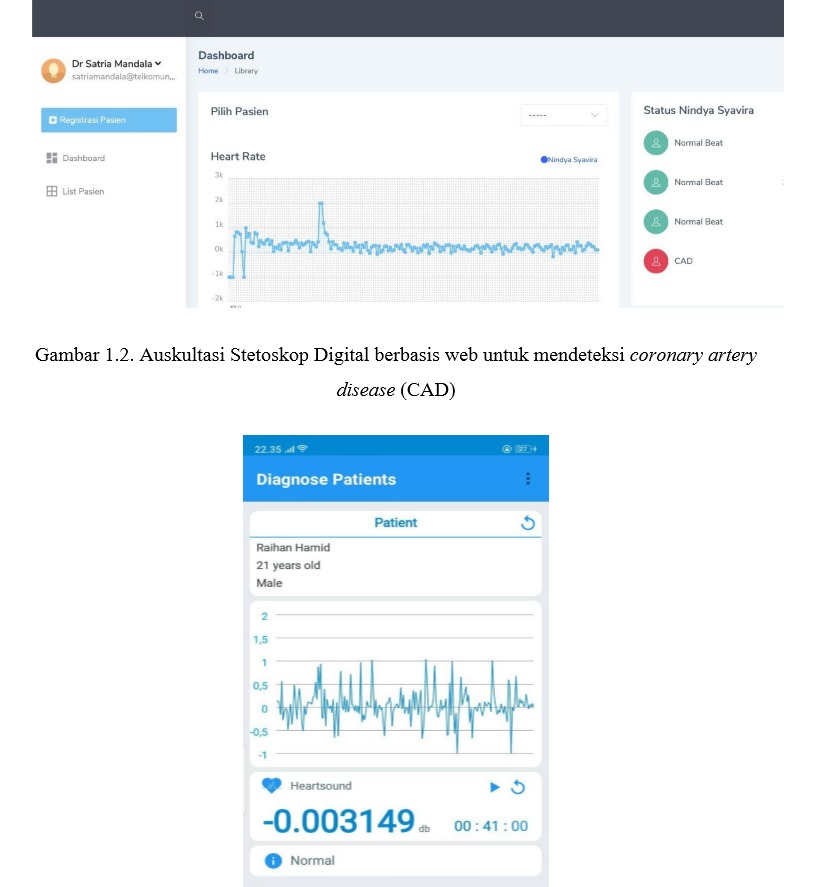 Dr Satria Mandala
satriamandala@telkomun...
Registrasi Pasien
Dashboard
List Pasien
Dashboard
Home Library
Pilih Pasien
-----
Heart Rate
Nindya Syavira
3k
2k
1k
0k
-1k
-2k
Status Nindya Syavira
Normal Beat
Normal Beat
Normal Beat
CAD
Gambar 1.2. Auskultasi Stetoskop Digital berbasis web untuk mendeteksi coronary artery
disease (CAD)
22.35
27
Diagnose Patients
Patient
Raihan Hamid
21 years old
Male
2
1,5
1
0,5
0
-0,5
-1
Heartsound
-0.003149 db 00 : 41 : 00
Normal